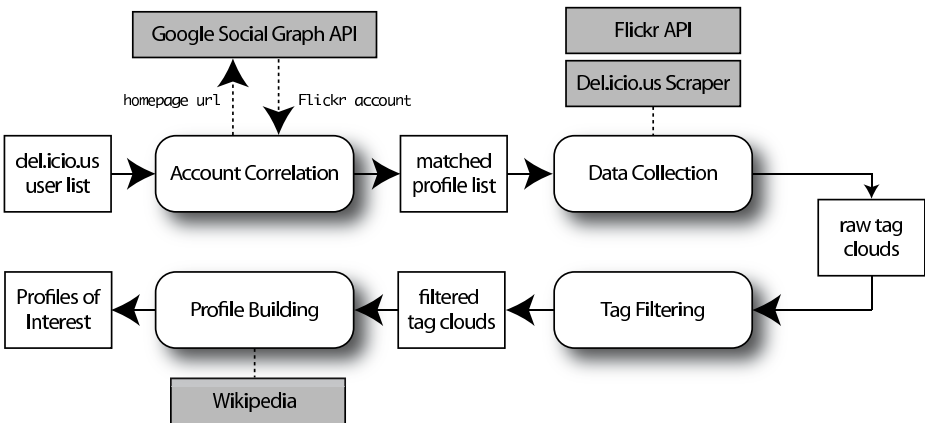 Google Social Graph API
Flickr API
Del.icio.us Scraper
homepage url
Flickr account
del.icio.us
user list
Account Correlation
matched
profile list
Data Collection
raw tag
clouds
Profiles of
Interest
Profile Building
filtered
tag clouds
Tag Filtering
Wikipedia